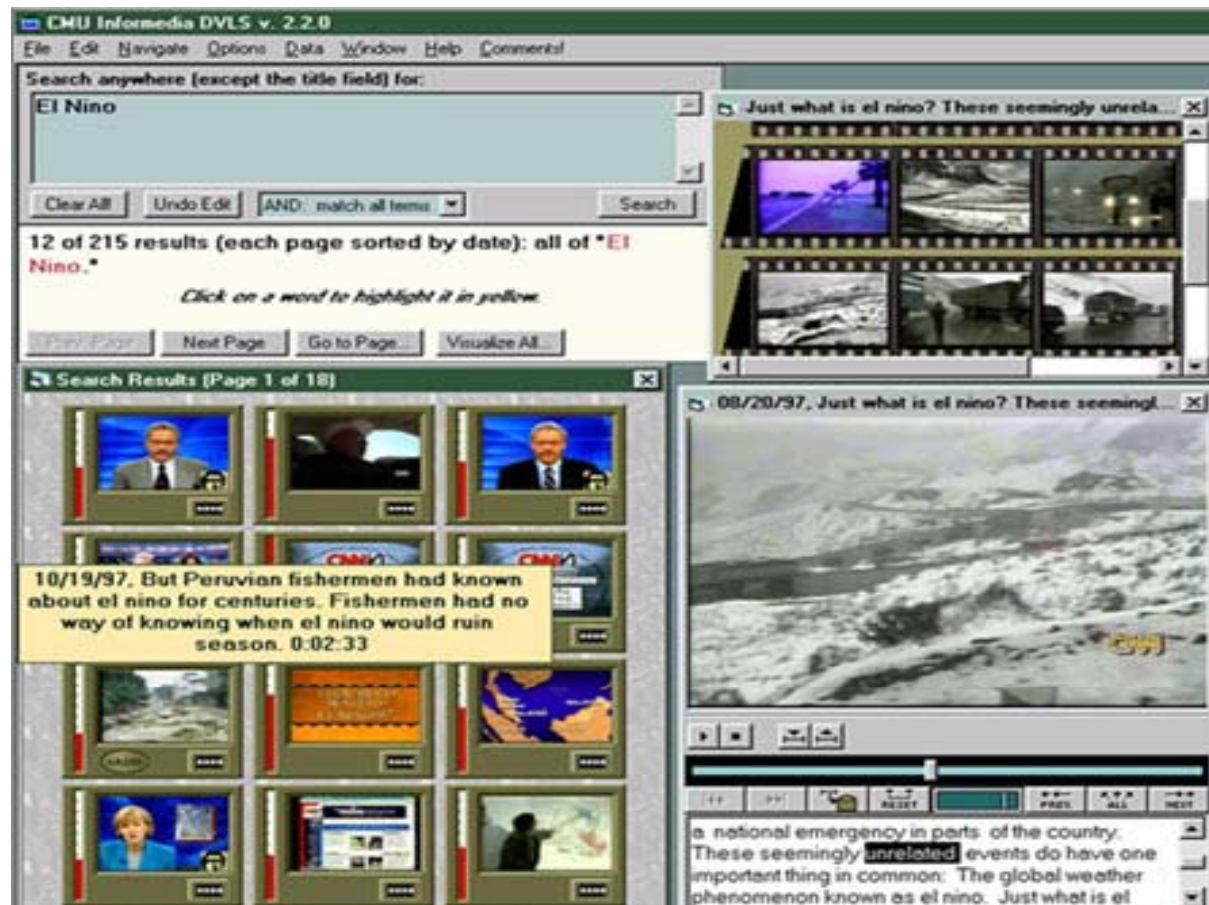 CMU Informedia DVLS v. 2.2.0
File Edit Navigate Options Data Window Help Comments!
Search anywhere (except the title field) for:
El Nino
Clear All! Undo Edit AND: match all terms Search
12 of 215 results (each page sorted by date): all of "El
Nino."
Click on a word to highlight it in yellow.
Prev Page Next Page Go to Page... Visualize All...
Search Results (Page 1 of 18)
CNN CNN
10/19/97, But Peruvian fishermen had known
about el nino for centuries. Fishermen had no
way of knowing when el nino would ruin
season. 0:02:33
Just what is el nino? These seemingly unrela...
08/20/97, Just what is el nino? These seemingl...
RESET PREV ALL NEXT
a national emergency in parts of the country.
These seemingly unrelated events do have one
important thing in common: The global weather
phenomenon known as el nino. Just what is el